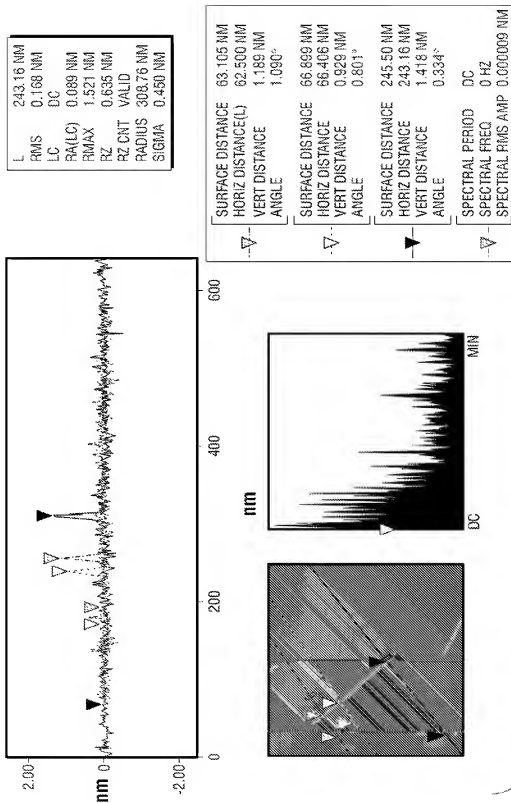 L 243.16 NM
RMS 0.168 NM
LC DC
RA(LC) 0.089 NM
RMAX 1.521 NM
RZ 0.635 NM
RZ CNT VALID
RADIUS 308.76 NM
SIGMA 0.450 NM
2.00
nm 0
-2.00
0
200
400
600
nm
DC
MIN
SURFACE DISTANCE 63.105 NM
HORIZ DISTANCE(L) 62.500 NM
VERT DISTANCE 1.189 NM
ANGLE 1.090°
SURFACE DISTANCE 66.899 NM
HORIZ DISTANCE 66.406 NM
VERT DISTANCE 0.929 NM
ANGLE 0.801°
SURFACE DISTANCE 245.50 NM
HORIZ DISTANCE 243.16 NM
VERT DISTANCE 1.418 NM
ANGLE 0.334°
SPECTRAL PERIOD DC
SPECTRAL FREQ 0 HZ
SPECTRAL RMS AMP 0.000009 NM